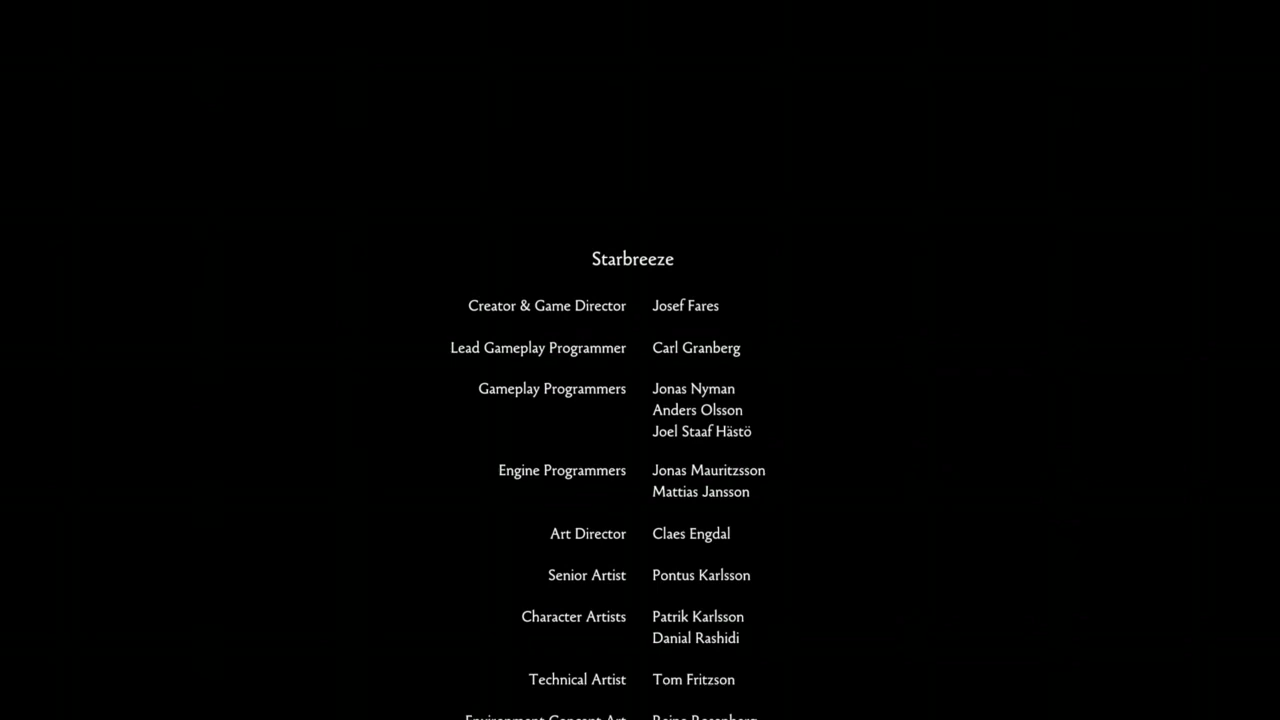 Starbreeze
Creator & Game Director Josef Fares
Lead Gameplay Programmer Carl Granberg
Gameplay Programmers Jonas Nyman
Anders Olsson
Joel Staaf Hästö
Engine Programmers Jonas Mauritzsson
Mattias Jansson
Art Director Claes Engdal
Senior Artist Pontus Karlsson
Character Artists Patrik Karlsson
Danial Rashidi
Technical Artist Tom Fritzson